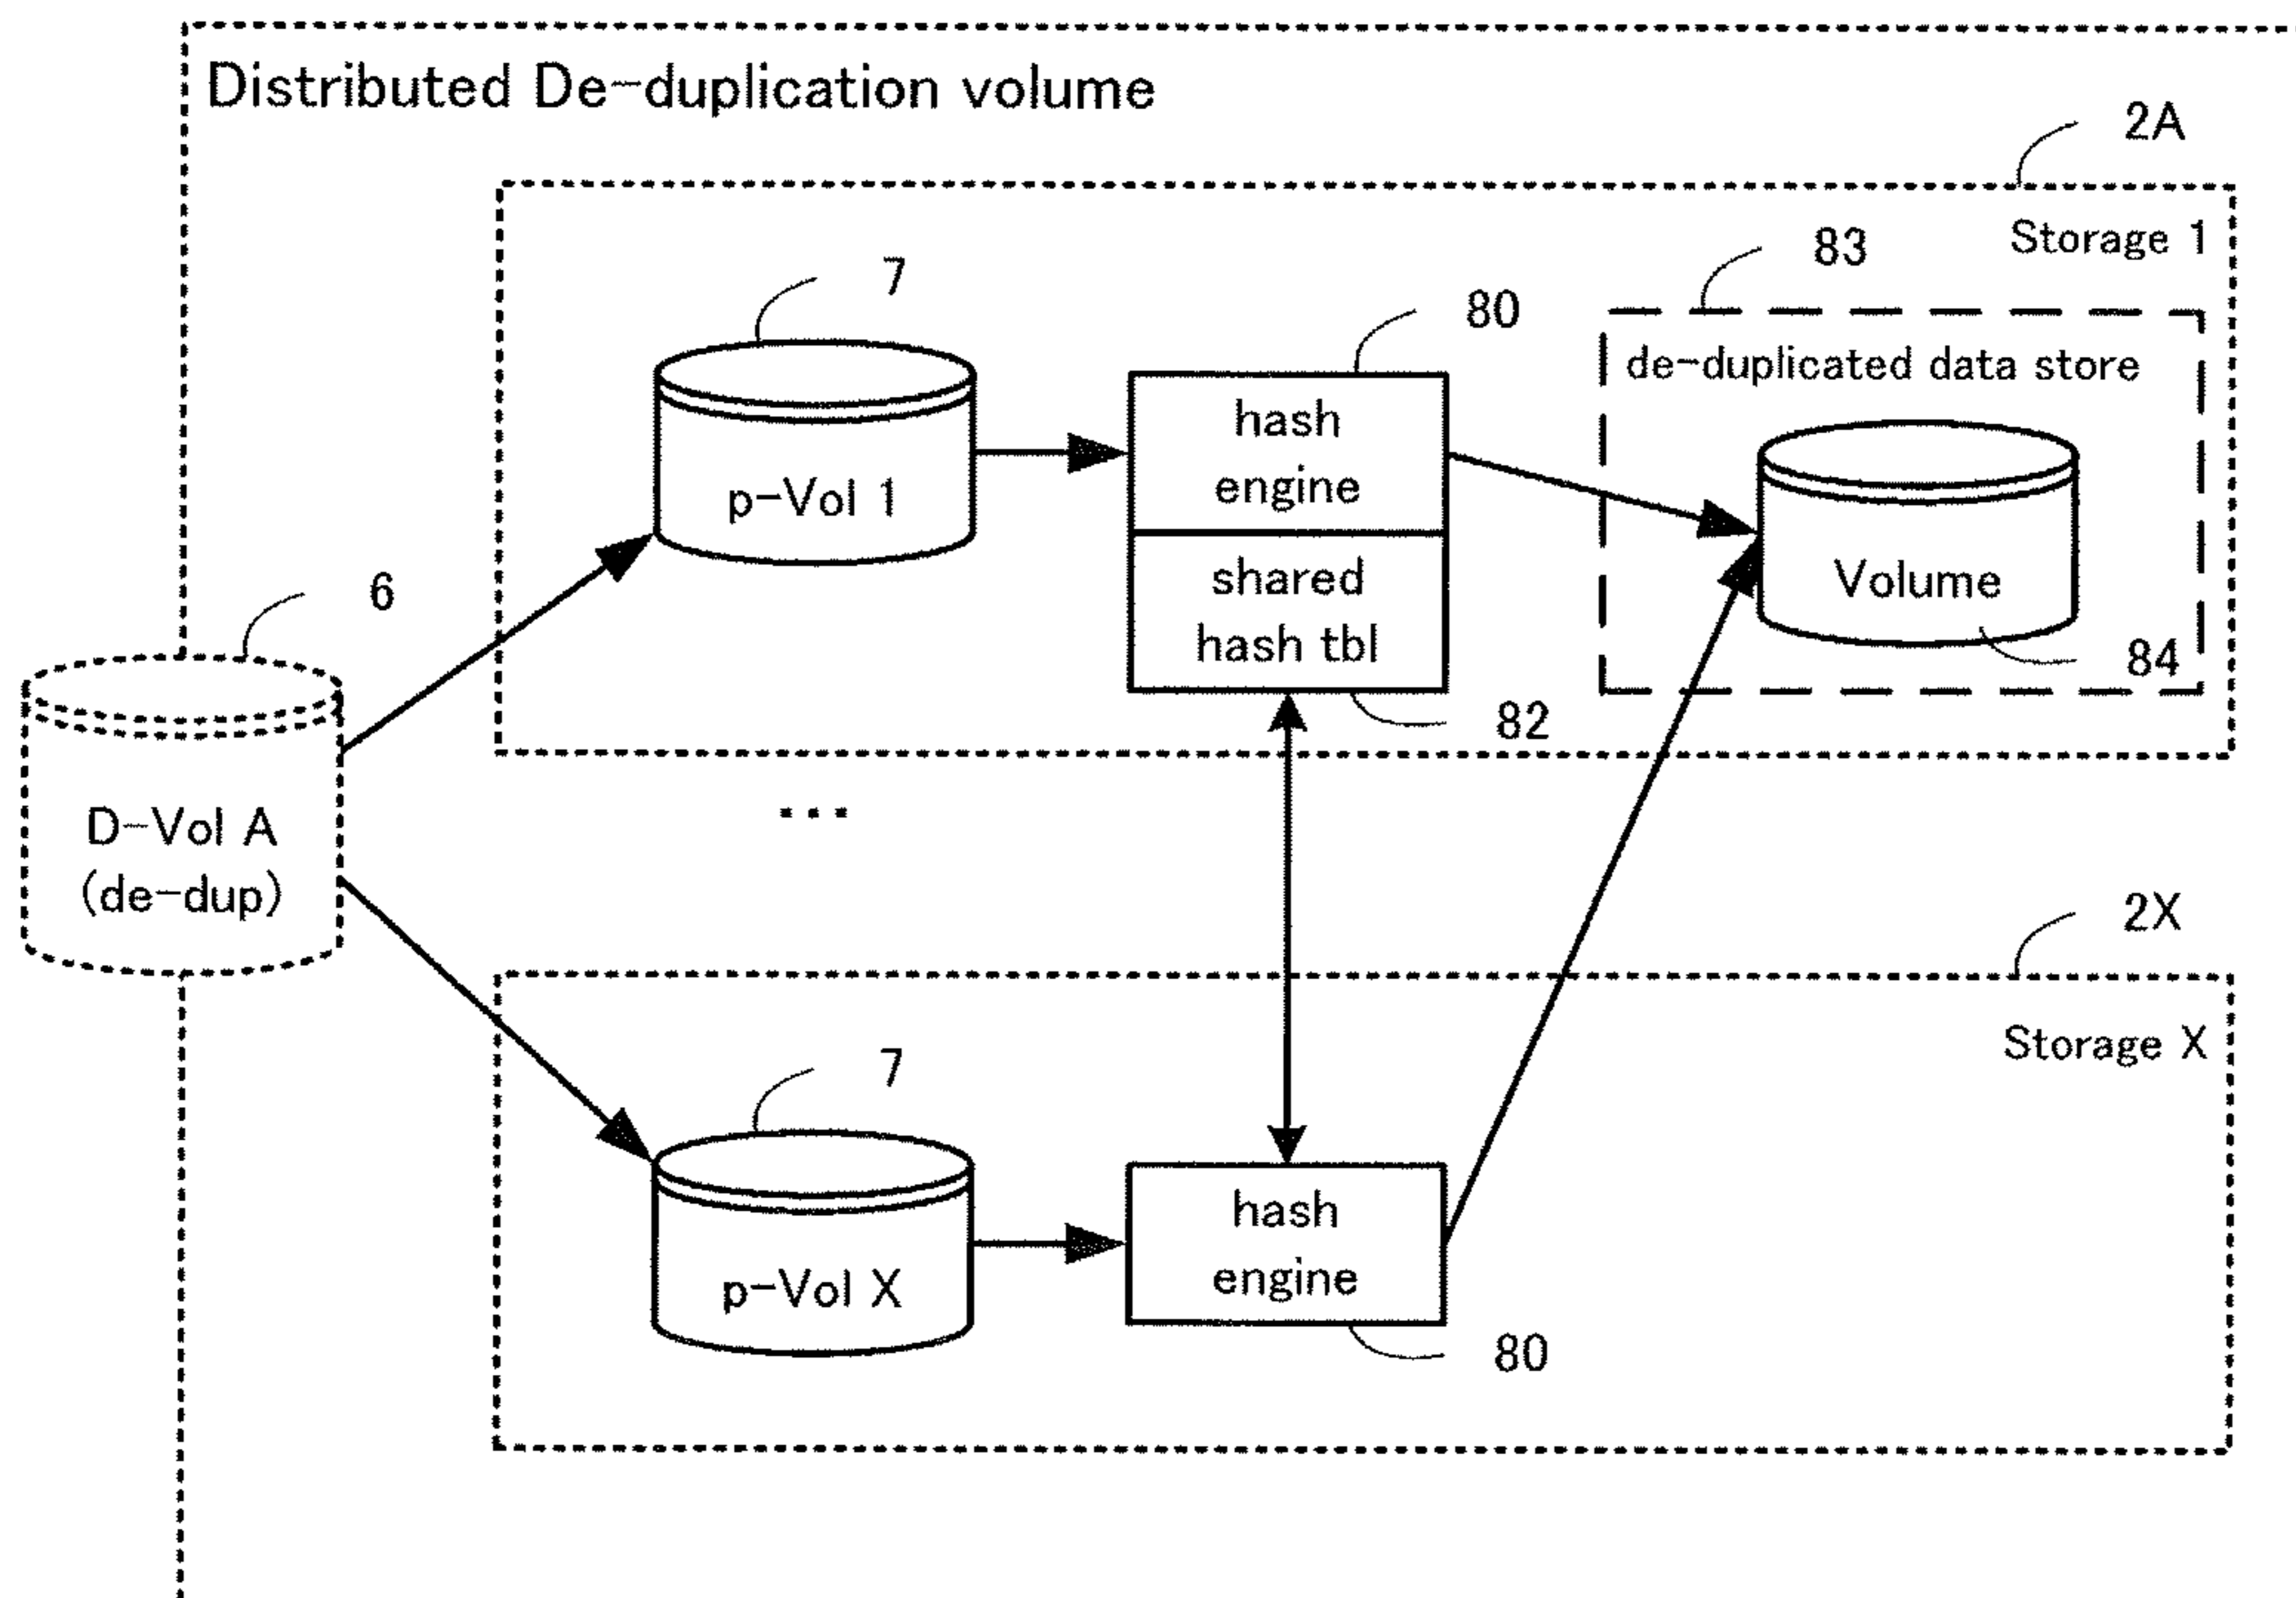 Distributed De-duplication volume
2A
Storage 1
83
7
80
de-duplicated data store
hash
engine
p-Vol 1
Volume
shared
hash tbl
6
84
82
D-Vol A
(de-dup)
...
2X
Storage X
7
hash
engine
p-Vol X
80